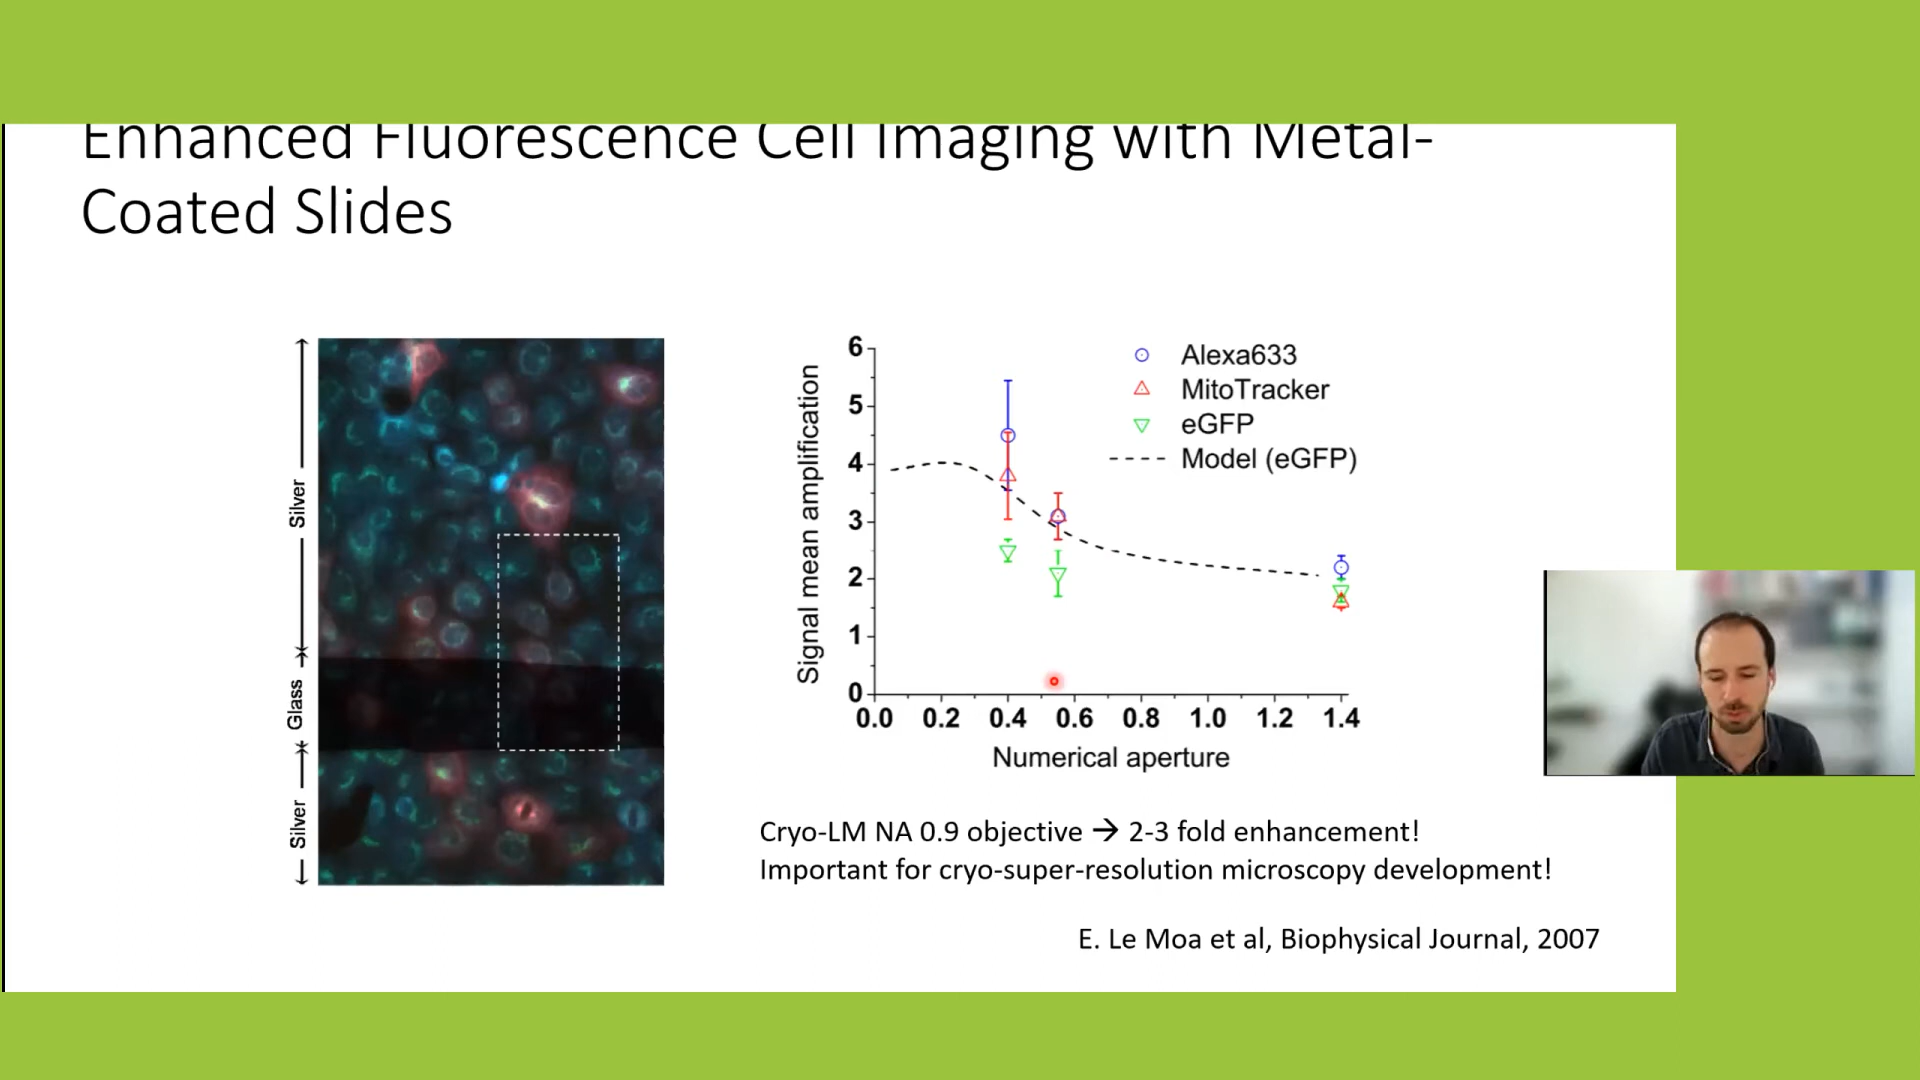 Enhanced Fluorescence Cell Imaging with Metal-
Coated Slides
Silver
Glass
Silver
Signal mean amplification
6
5
4
3
2
1
0
0.0 0.2 0.4 0.6 0.8 1.0 1.2 1.4
Numerical aperture
Alexa633
MitoTracker
eGFP
Model (eGFP)
Cryo-LM NA 0.9 objective → 2-3 fold enhancement!
Important for cryo-super-resolution microscopy development!
E. Le Moa et al, Biophysical Journal, 2007